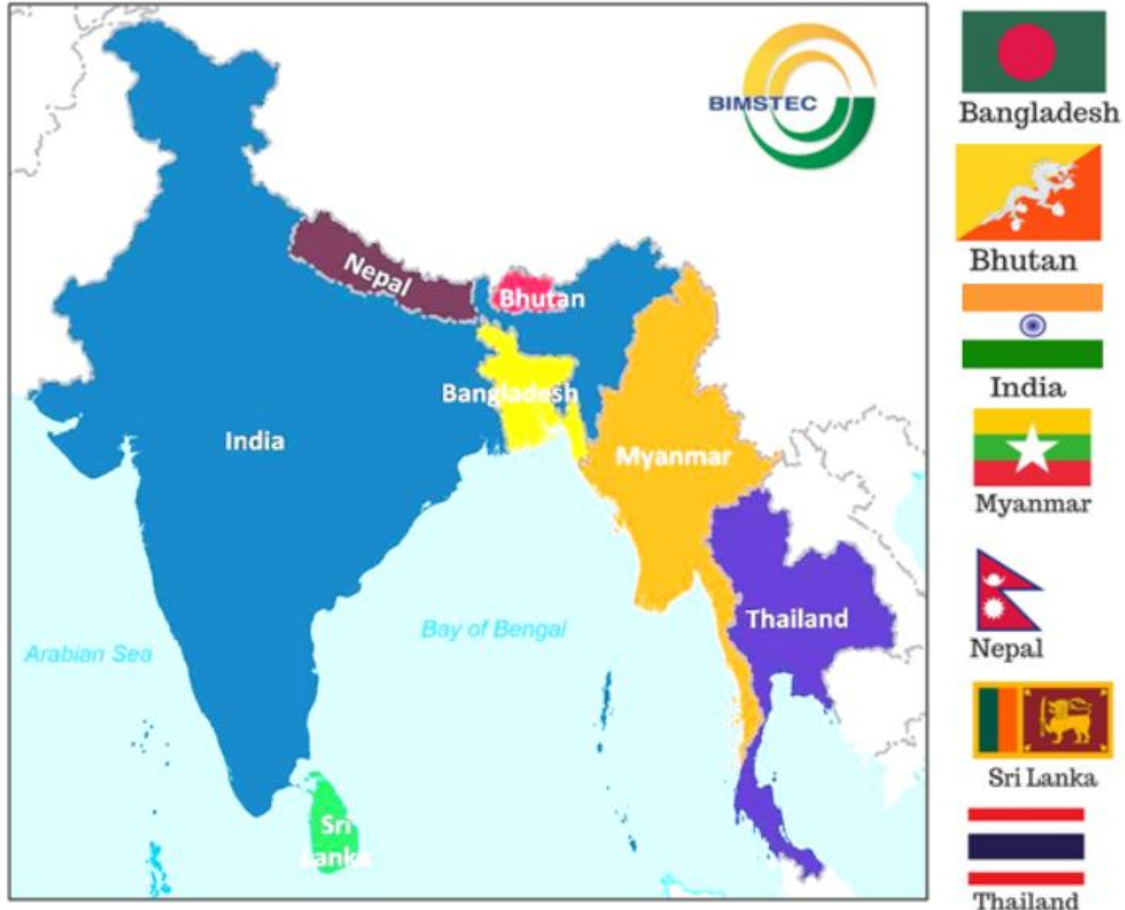 BIMSTEC
Nepal
Bhutan
Bangladesh
India
Myanmar
Thailand
Bay of Bengal
Arabian Sea
Sri
Lanka
Bangladesh
Bhutan
India
Myanmar
Nepal
Sri Lanka
Thailand